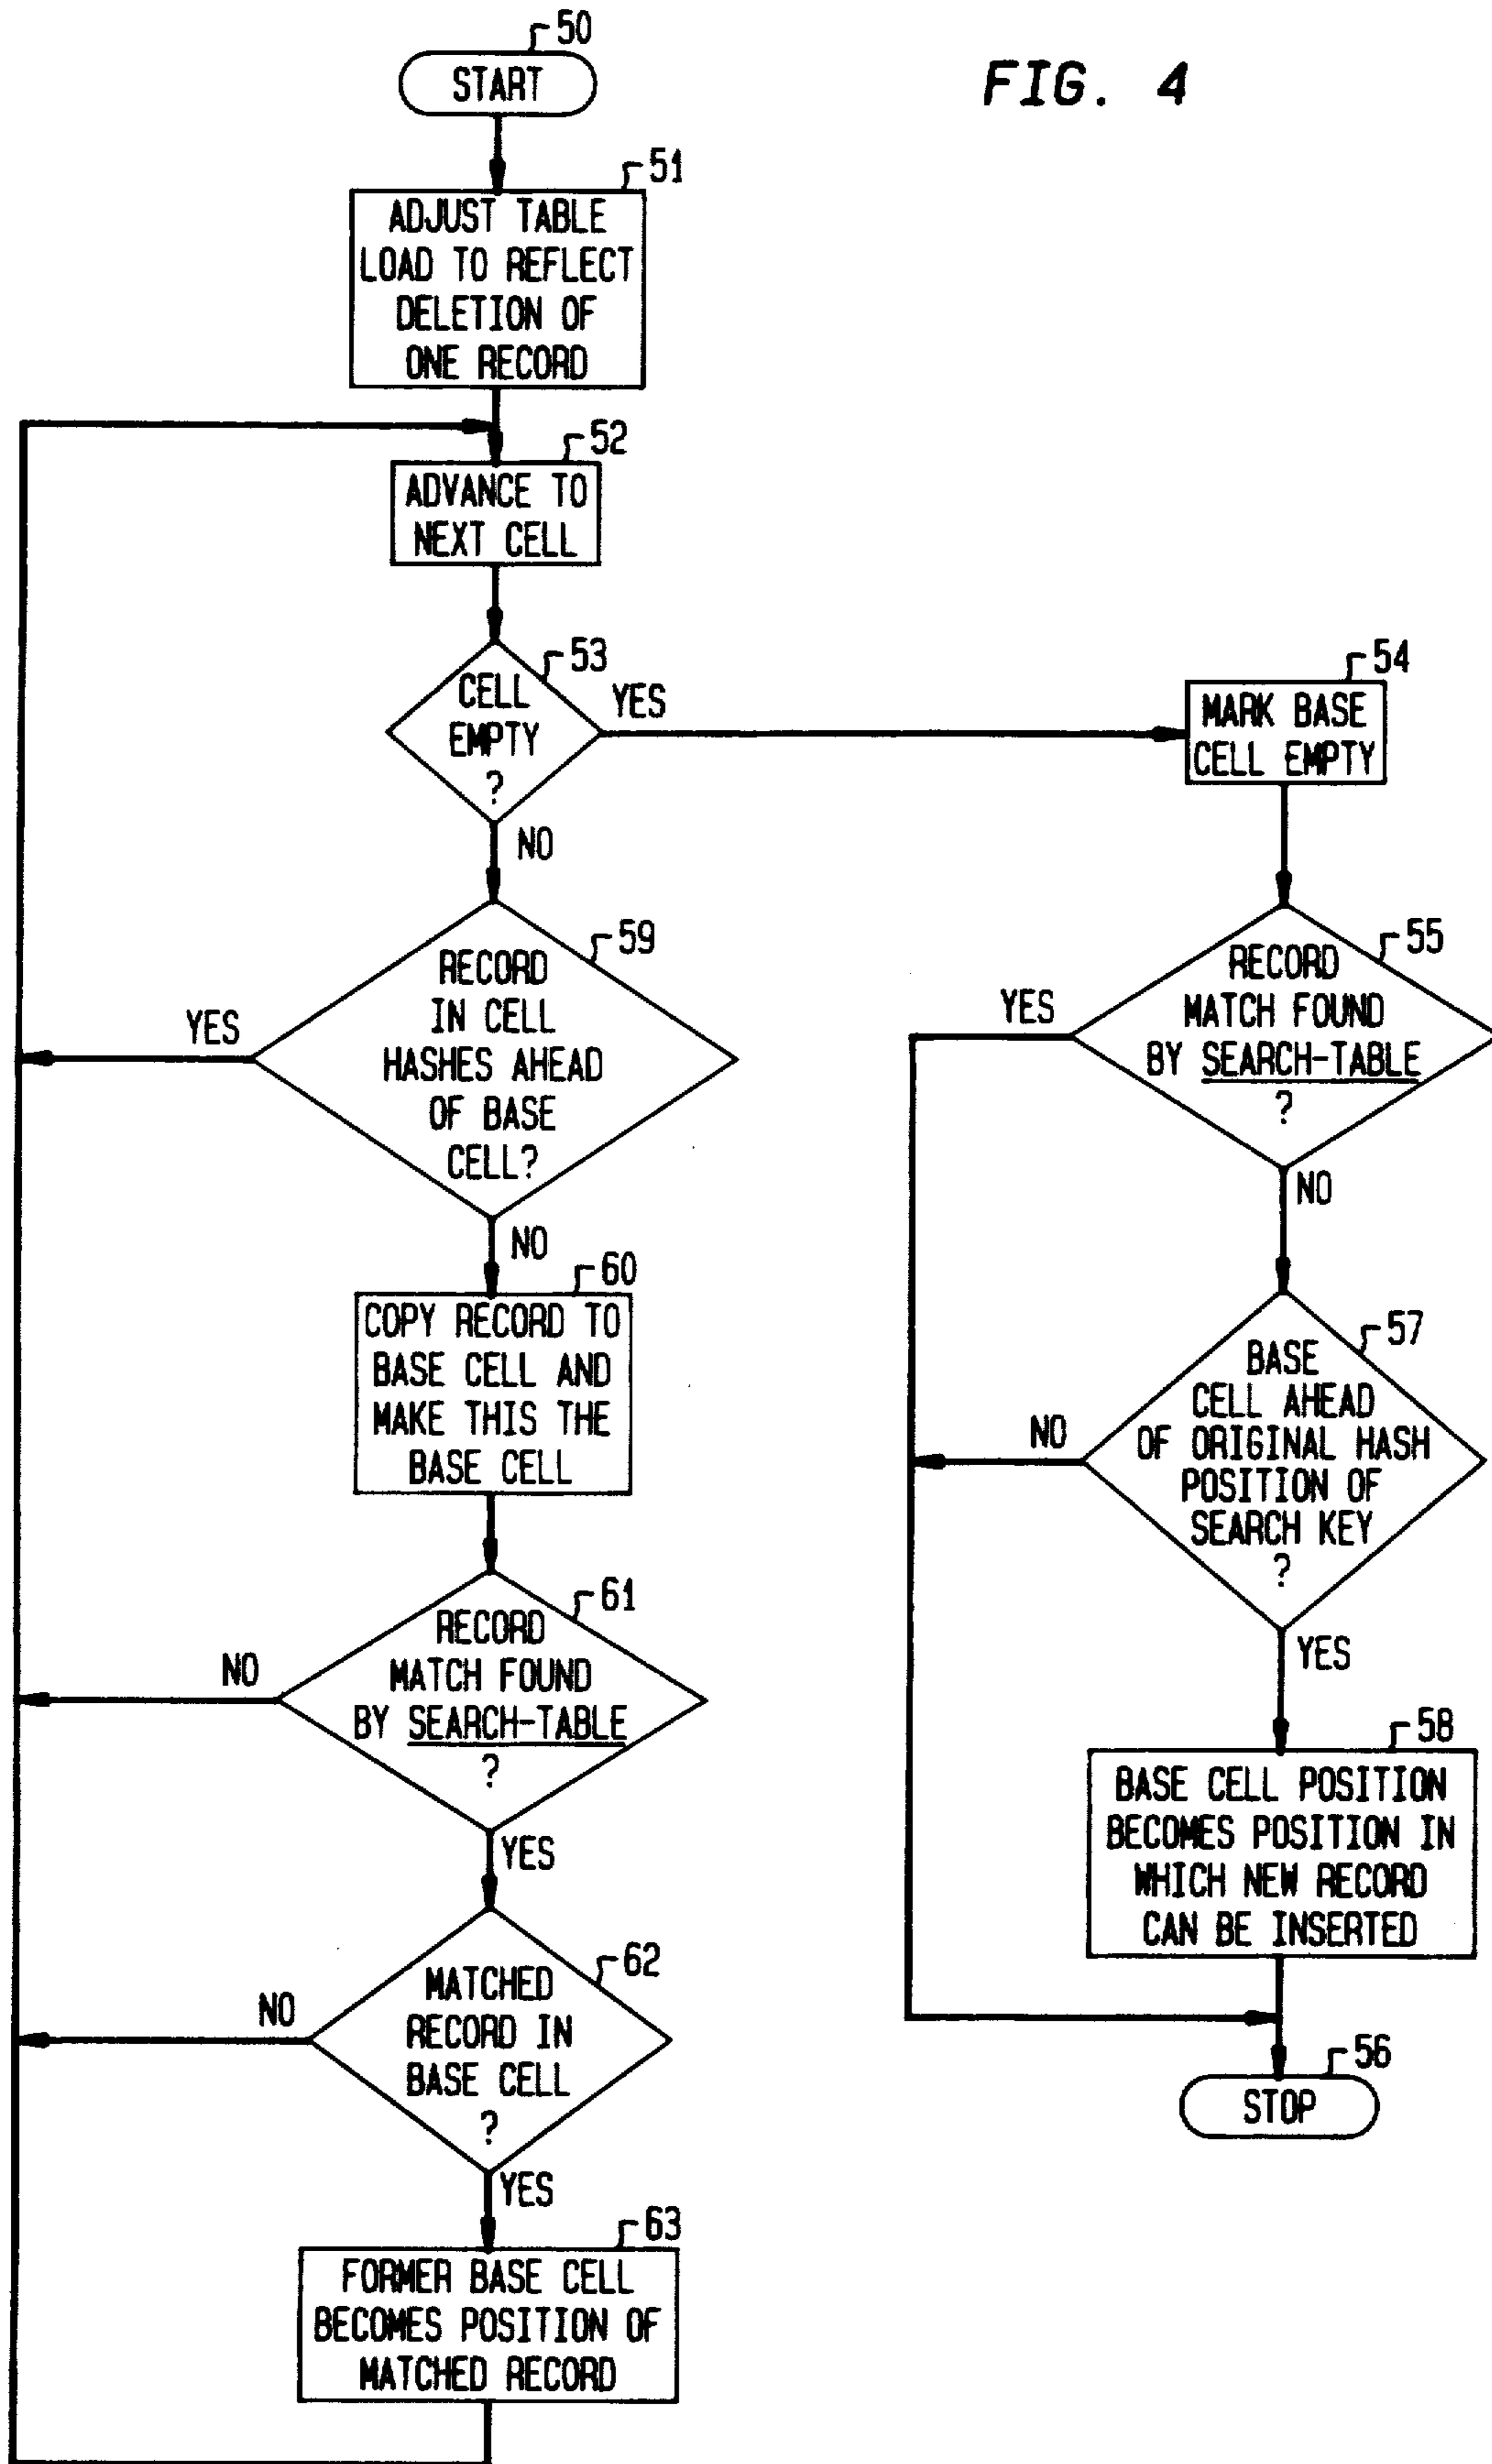 50
START
FIG. 4
51
ADJUST TABLE
LOAD TO REFLECT
DELETION OF
ONE RECORD
52
ADVANCE TO
NEXT CELL
53
CELL
EMPTY
?
YES
NO
54
MARK BASE
CELL EMPTY
59
RECORD
IN CELL
HASHES AHEAD
OF BASE
CELL?
YES
NO
55
RECORD
MATCH FOUND
BY SEARCH-TABLE
?
YES
NO
60
COPY RECORD TO
BASE CELL AND
MAKE THIS THE
BASE CELL
57
BASE
CELL AHEAD
OF ORIGINAL HASH
POSITION OF
SEARCH KEY
?
NO
YES
61
RECORD
MATCH FOUND
BY SEARCH-TABLE
?
NO
YES
58
BASE CELL POSITION
BECOMES POSITION IN
WHICH NEW RECORD
CAN BE INSERTED
62
MATCHED
RECORD IN
BASE CELL
?
NO
YES
56
STOP
63
FORMER BASE CELL
BECOMES POSITION OF
MATCHED RECORD